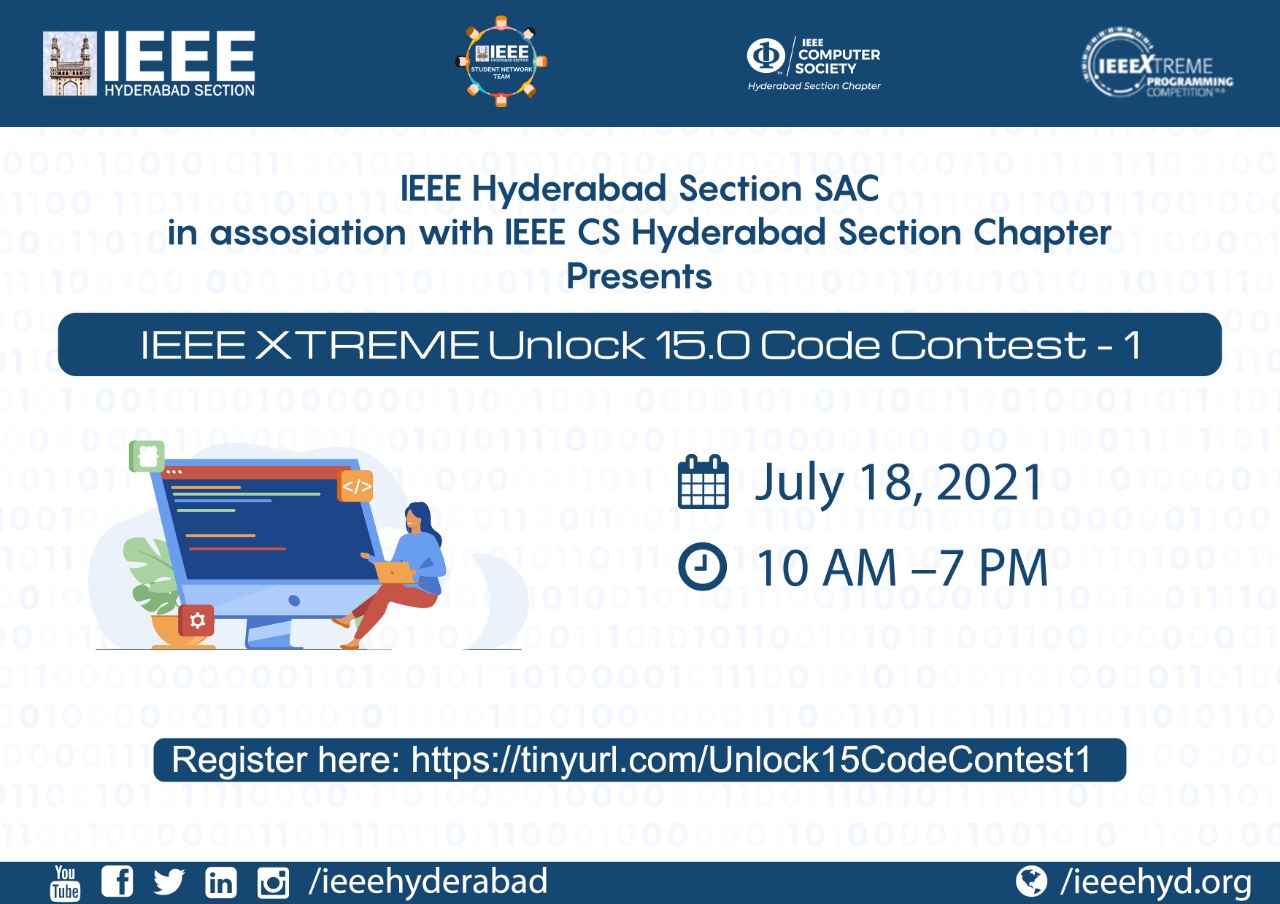 IEEE
HYDERABAD SECTION
IEEE
HYDERABAD SECTION
STUDENT NETWORK
TEAM
IEEE
COMPUTER
SOCIETY
Hyderabad Section Chapter
IEEEXTREME
PROGRAMMING
COMPETITION
IEEE Hyderabad Section SAC
in assosiation with IEEE CS Hyderabad Section Chapter
Presents
IEEE XTREME Unlock 15.0 Code Contest - 1
</>
July 18, 2021
10 AM –7 PM
Register here: https://tinyurl.com/Unlock15CodeContest1
You
Tube
/ieeehyderabad
/ieeehyd.org